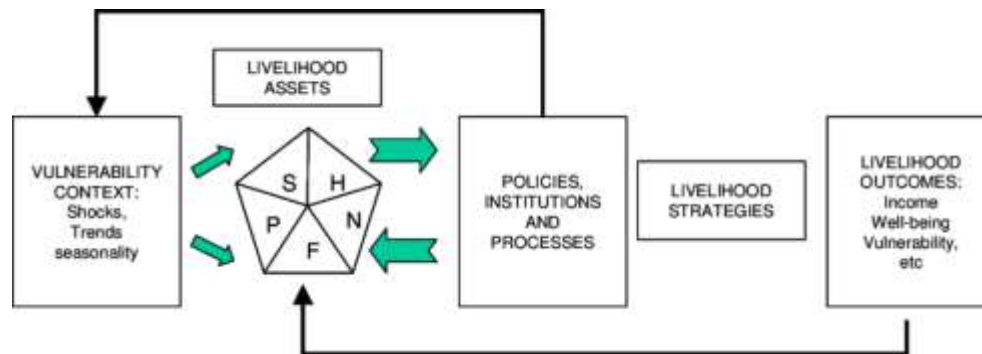 LIVELIHOOD
ASSETS
VULNERABILITY
CONTEXT:
Shocks,
Trends
seasonality
S
H
P
N
F
POLICIES,
INSTITUTIONS
AND
PROCESSES
LIVELIHOOD
STRATEGIES
LIVELIHOOD
OUTCOMES:
Income
Well-being
Vulnerability,
etc